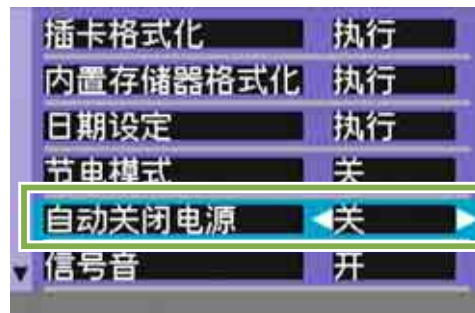 插卡格式化 执行
内置存储器格式化 执行
日期设定 执行
节电模式 关
自动关闭电源 关
信号音 开